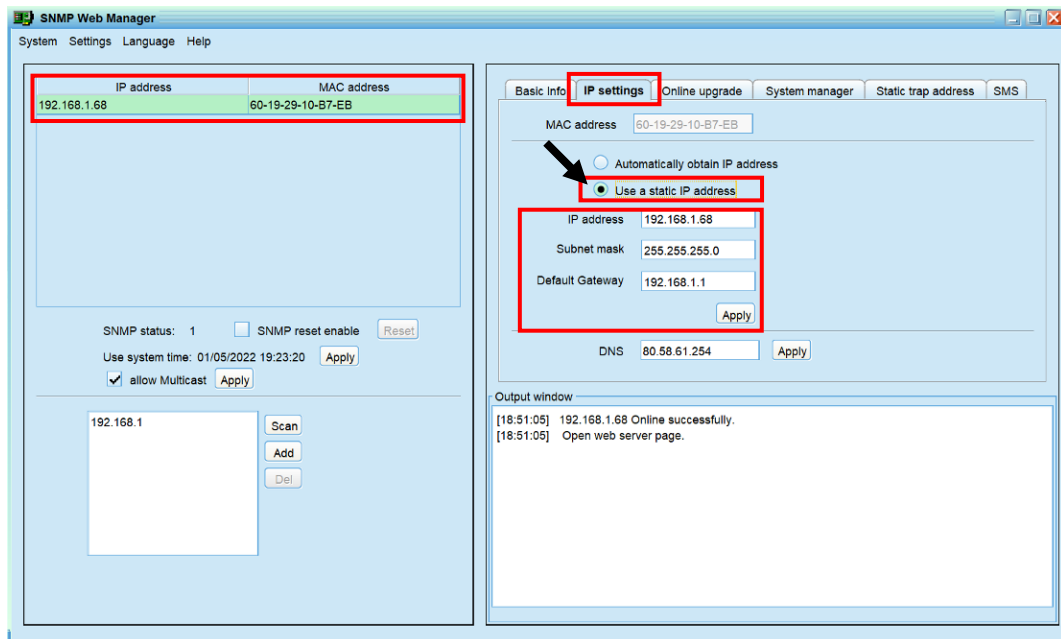 SNMP Web Manager
System Settings Language Help
IP address MAC address
192.168.1.68 60-19-29-10-B7-EB
SNMP status: 1 SNMP reset enable Reset
Use system time: 01/05/2022 19:23:20 Apply
allow Multicast Apply
192.168.1
Scan
Add
Del
Basic Info IP settings Online upgrade System manager Static trap address SMS
MAC address 60-19-29-10-B7-EB
Automatically obtain IP address
Use a static IP address
IP address 192.168.1.68
Subnet mask 255.255.255.0
Default Gateway 192.168.1.1
Apply
DNS 80.58.61.254 Apply
Output window
[18:51:05] 192.168.1.68 Online successfully.
[18:51:05] Open web server page.